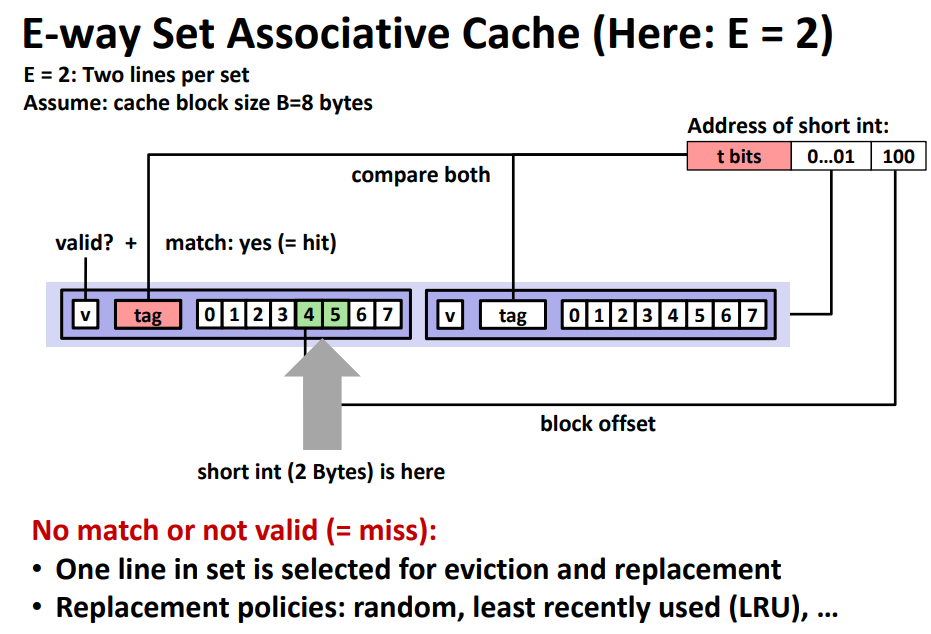 E-way Set Associative Cache (Here: E = 2)
E = 2: Two lines per set
Assume: cache block size B=8 bytes
Address of short int:
t bits 0...01 100
compare both
valid? + match: yes (= hit)
v tag 0 1 2 3 4 5 6 7 v tag 0 1 2 3 4 5 6 7
block offset
short int (2 Bytes) is here
No match or not valid (= miss):
• One line in set is selected for eviction and replacement
• Replacement policies: random, least recently used (LRU), ...